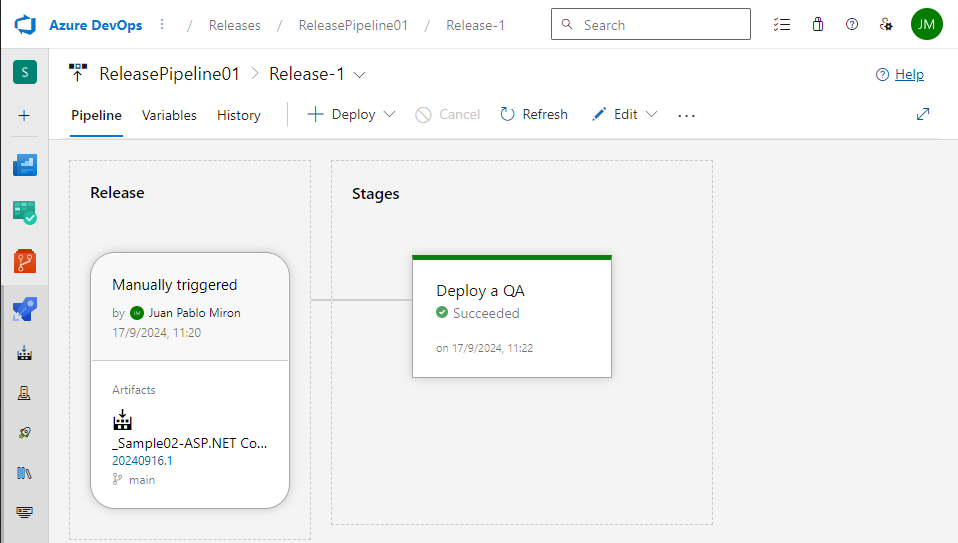 Azure DevOps / Releases / ReleasePipeline01 / Release-1 Search JM
S
ReleasePipeline01 > Release-1 Help
Pipeline Variables History Deploy Cancel Refresh Edit ...
Release
Manually triggered
by JM Juan Pablo Miron
17/9/2024, 11:20
Artifacts
_Sample02-ASP.NET Co...
20240916.1
main
Stages
Deploy a QA
Succeeded
on 17/9/2024, 11:22